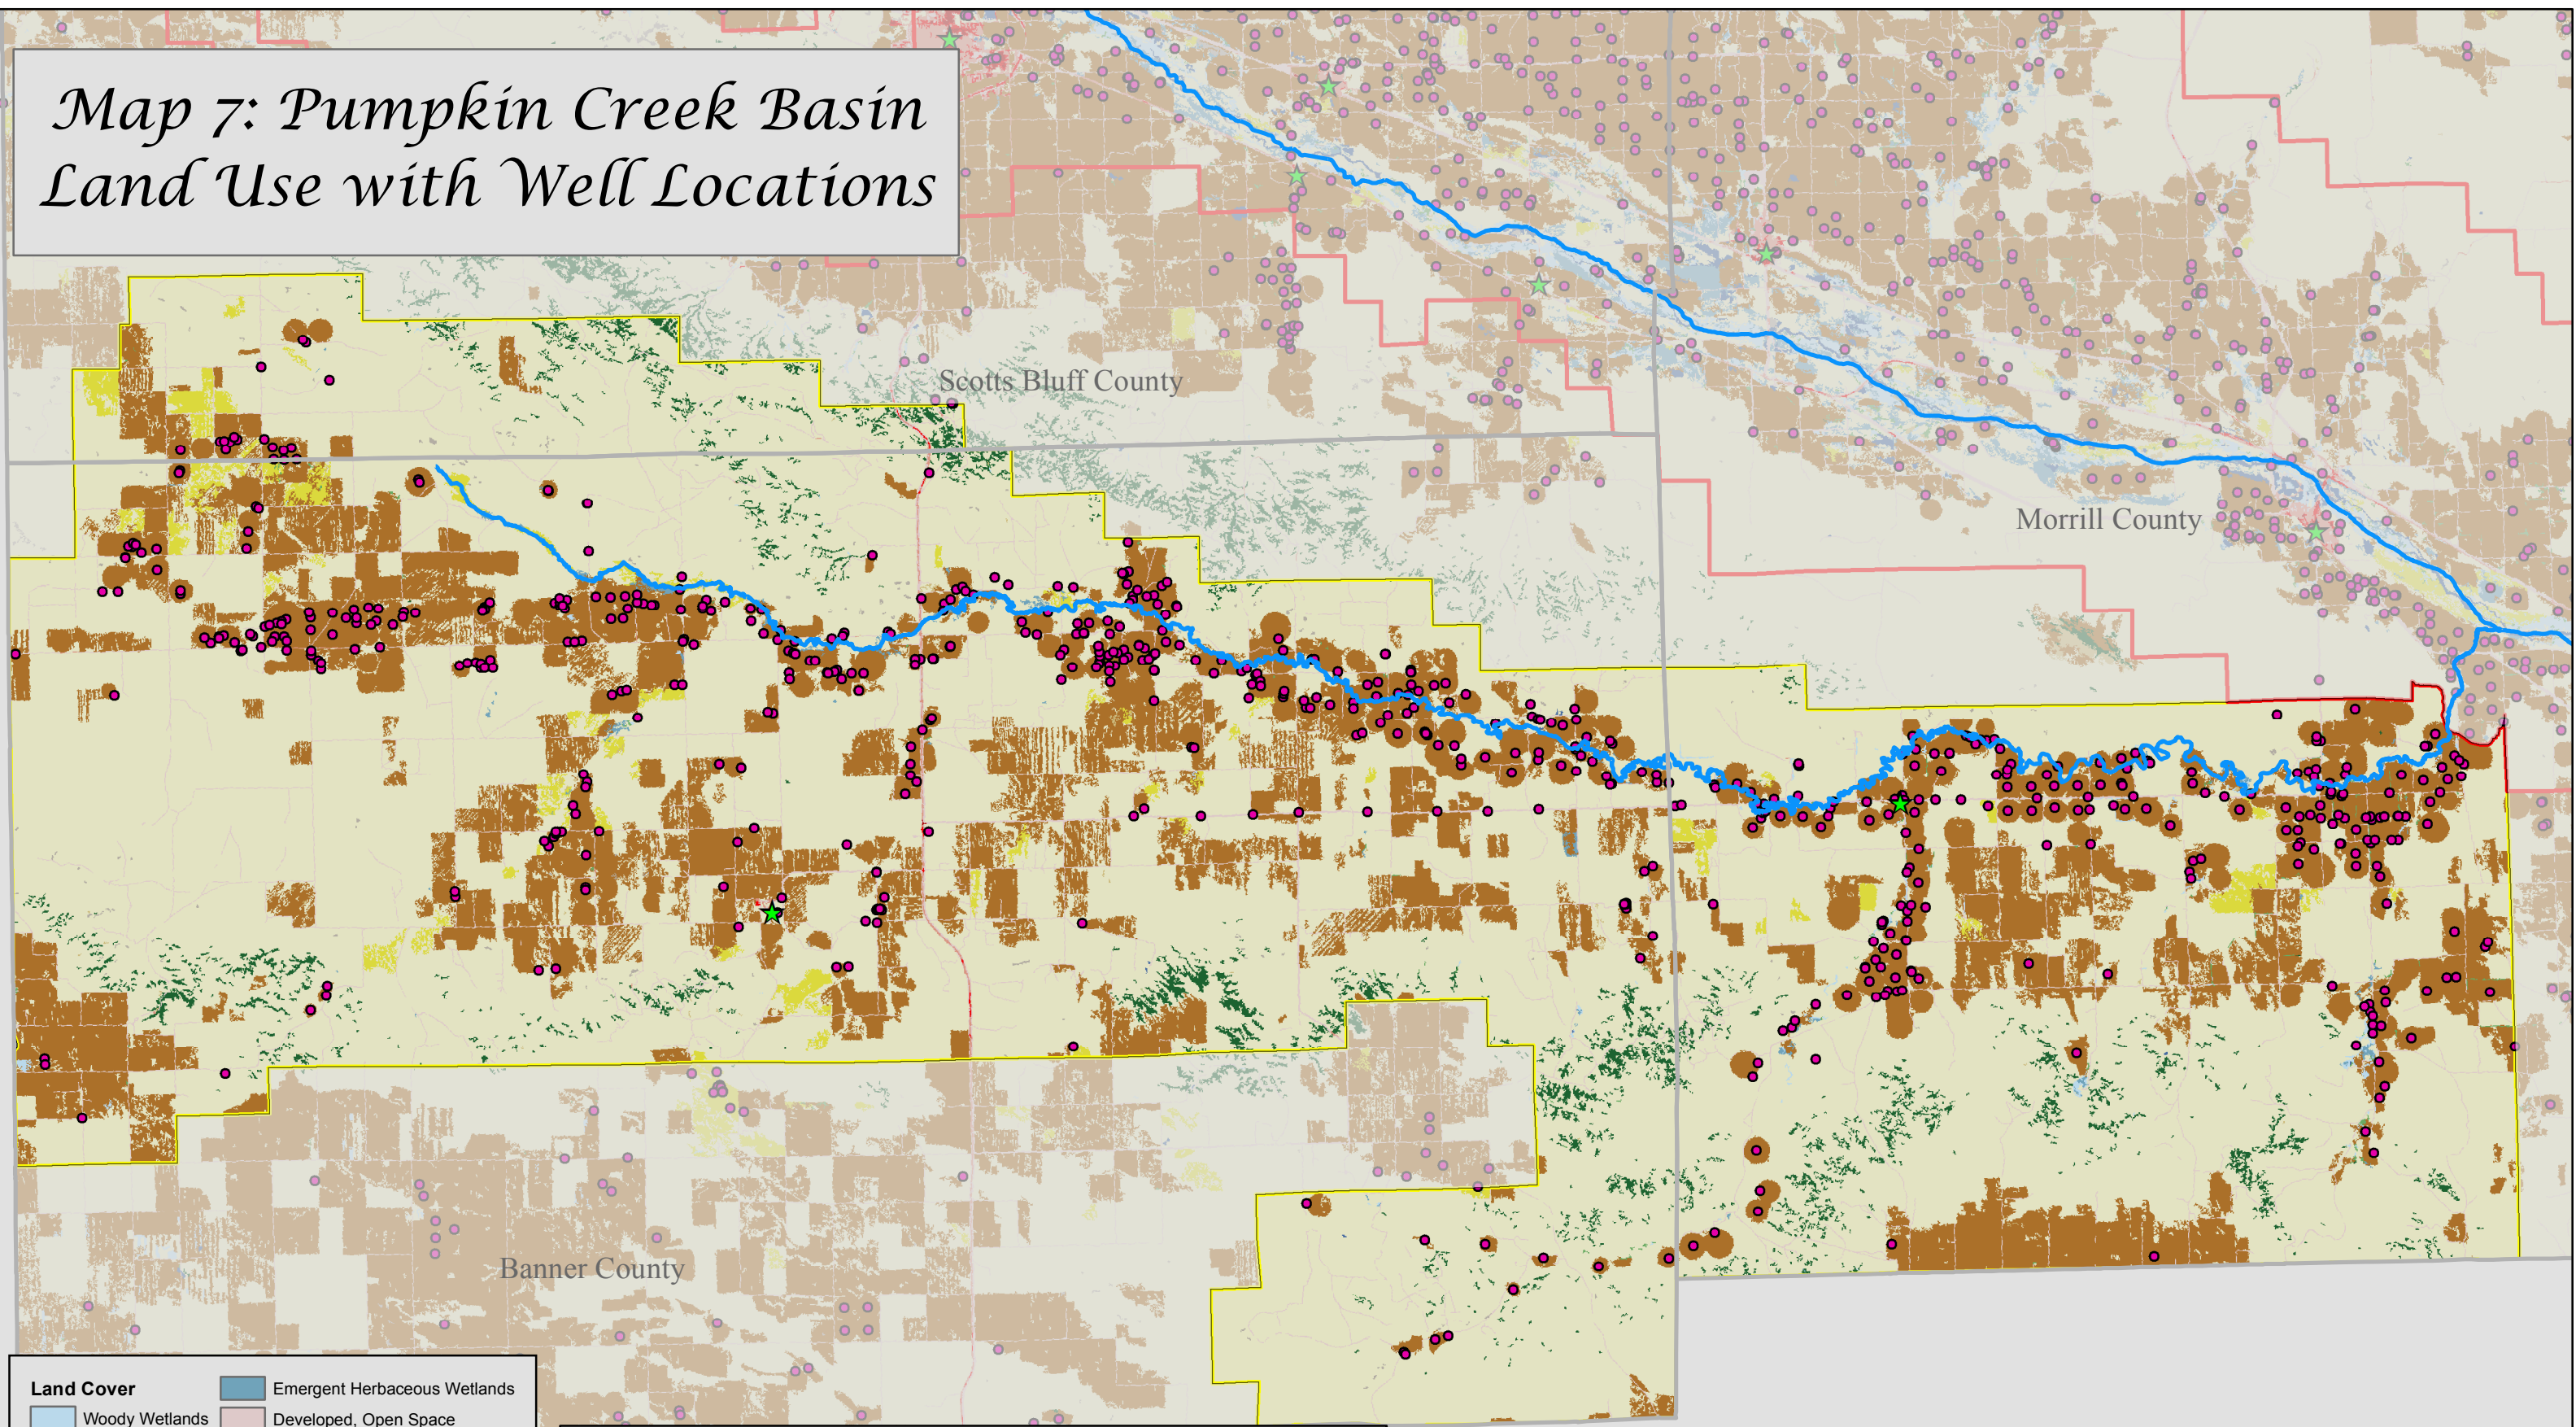 Map 7: Pumpkin Creek Basin
Land Use with Well Locations
Scotts Bluff County
Morrill County
Banner County
Land Cover
Emergent Herbaceous Wetlands
Woody Wetlands
Developed, Open Space